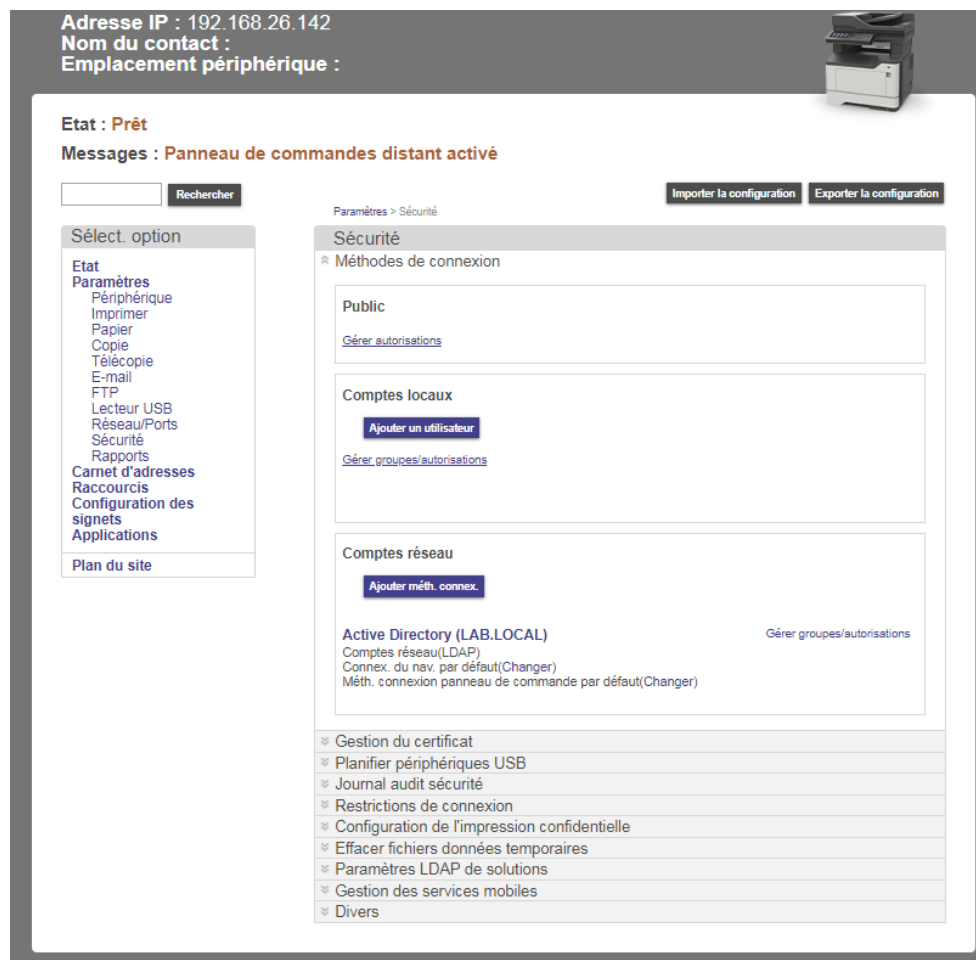 Adresse IP : 192.168.26.142
Nom du contact :
Emplacement périphérique :
Etat : Prêt
Messages : Panneau de commandes distant activé
Rechercher
Importer la configuration
Exporter la configuration
Paramètres > Sécurité
Sélect. option
Etat
Paramètres
Périphérique
Imprimer
Papier
Copie
Télécopie
E-mail
FTP
Lecteur USB
Réseau/Ports
Sécurité
Rapports
Carnet d'adresses
Raccourcis
Configuration des
signets
Applications
Plan du site
Sécurité
Méthodes de connexion
Public
Gérer autorisations
Comptes locaux
Ajouter un utilisateur
Gérer groupes/autorisations
Comptes réseau
Ajouter méth. connex.
Active Directory (LAB.LOCAL)
Gérer groupes/autorisations
Comptes réseau(LDAP)
Connex. du nav. par défaut(Changer)
Méth. connexion panneau de commande par défaut(Changer)
Gestion du certificat
Planifier périphériques USB
Journal audit sécurité
Restrictions de connexion
Configuration de l'impression confidentielle
Effacer fichiers données temporaires
Paramètres LDAP de solutions
Gestion des services mobiles
Divers